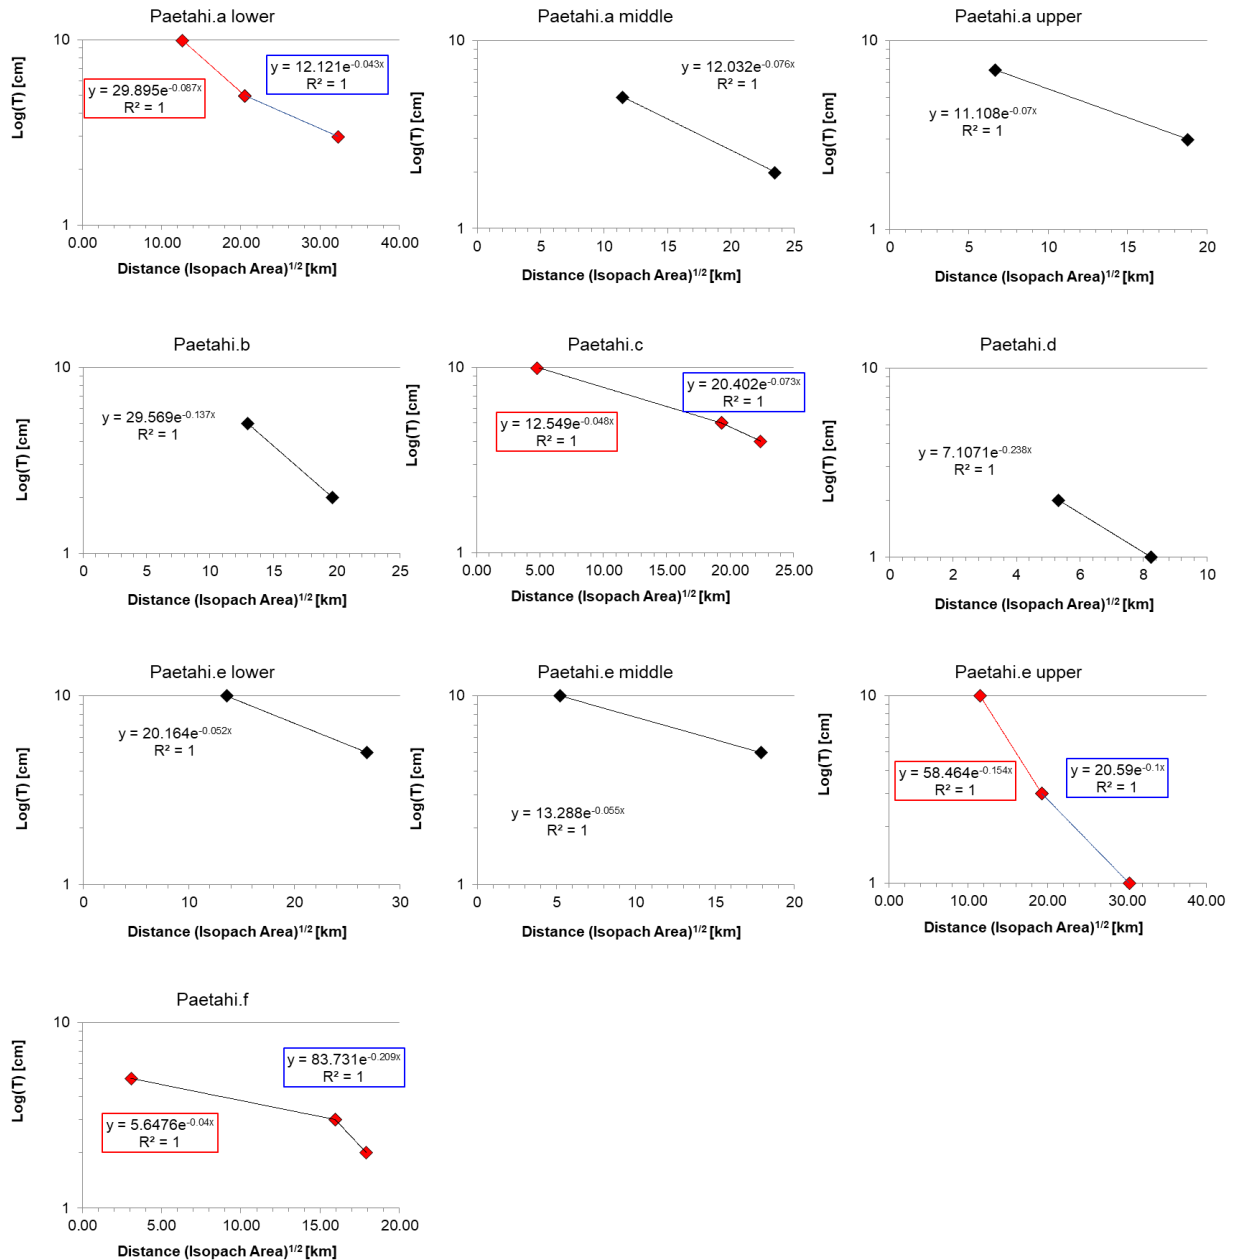 Paetahi.a lower
Log(T) [cm]
10
1
y = 29.895e^-0.087x
R² = 1
y = 12.121e^-0.043x
R² = 1
0.00 10.00 20.00 30.00 40.00
Distance (Isopach Area)^1/2 [km]
Paetahi.a middle
Log(T) [cm]
10
1
y = 12.032e^-0.076x
R² = 1
0 5 10 15 20 25
Distance (Isopach Area)^1/2 [km]
Paetahi.a upper
Log(T) [cm]
10
1
y = 11.108e^-0.07x
R² = 1
0 5 10 15 20
Distance (Isopach Area)^1/2 [km]
Paetahi.b
Log(T) [cm]
10
1
y = 29.569e^-0.137x
R² = 1
0 5 10 15 20 25
Distance (Isopach Area)^1/2 [km]
Paetahi.c
Log(T) [cm]
10
1
y = 12.549e^-0.048x
R² = 1
y = 20.402e^-0.073x
R² = 1
0.00 5.00 10.00 15.00 20.00 25.00
Distance (Isopach Area)^1/2 [km]
Paetahi.d
Log(T) [cm]
10
1
y = 7.1071e^-0.238x
R² = 1
0 2 4 6 8 10
Distance (Isopach Area)^1/2 [km]
Paetahi.e lower
Log(T) [cm]
10
1
y = 20.164e^-0.052x
R² = 1
0 10 20 30
Distance (Isopach Area)^1/2 [km]
Paetahi.e middle
Log(T) [cm]
10
1
y = 13.288e^-0.055x
R² = 1
0 5 10 15 20
Distance (Isopach Area)^1/2 [km]
Paetahi.e upper
Log(T) [cm]
10
1
y = 58.464e^-0.154x
R² = 1
y = 20.59e^-0.1x
R² = 1
0.00 10.00 20.00 30.00 40.00
Distance (Isopach Area)^1/2 [km]
Paetahi.f
Log(T) [cm]
10
1
y = 5.6476e^-0.04x
R² = 1
y = 83.731e^-0.209x
R² = 1
0.00 5.00 10.00 15.00 20.00
Distance (Isopach Area)^1/2 [km]